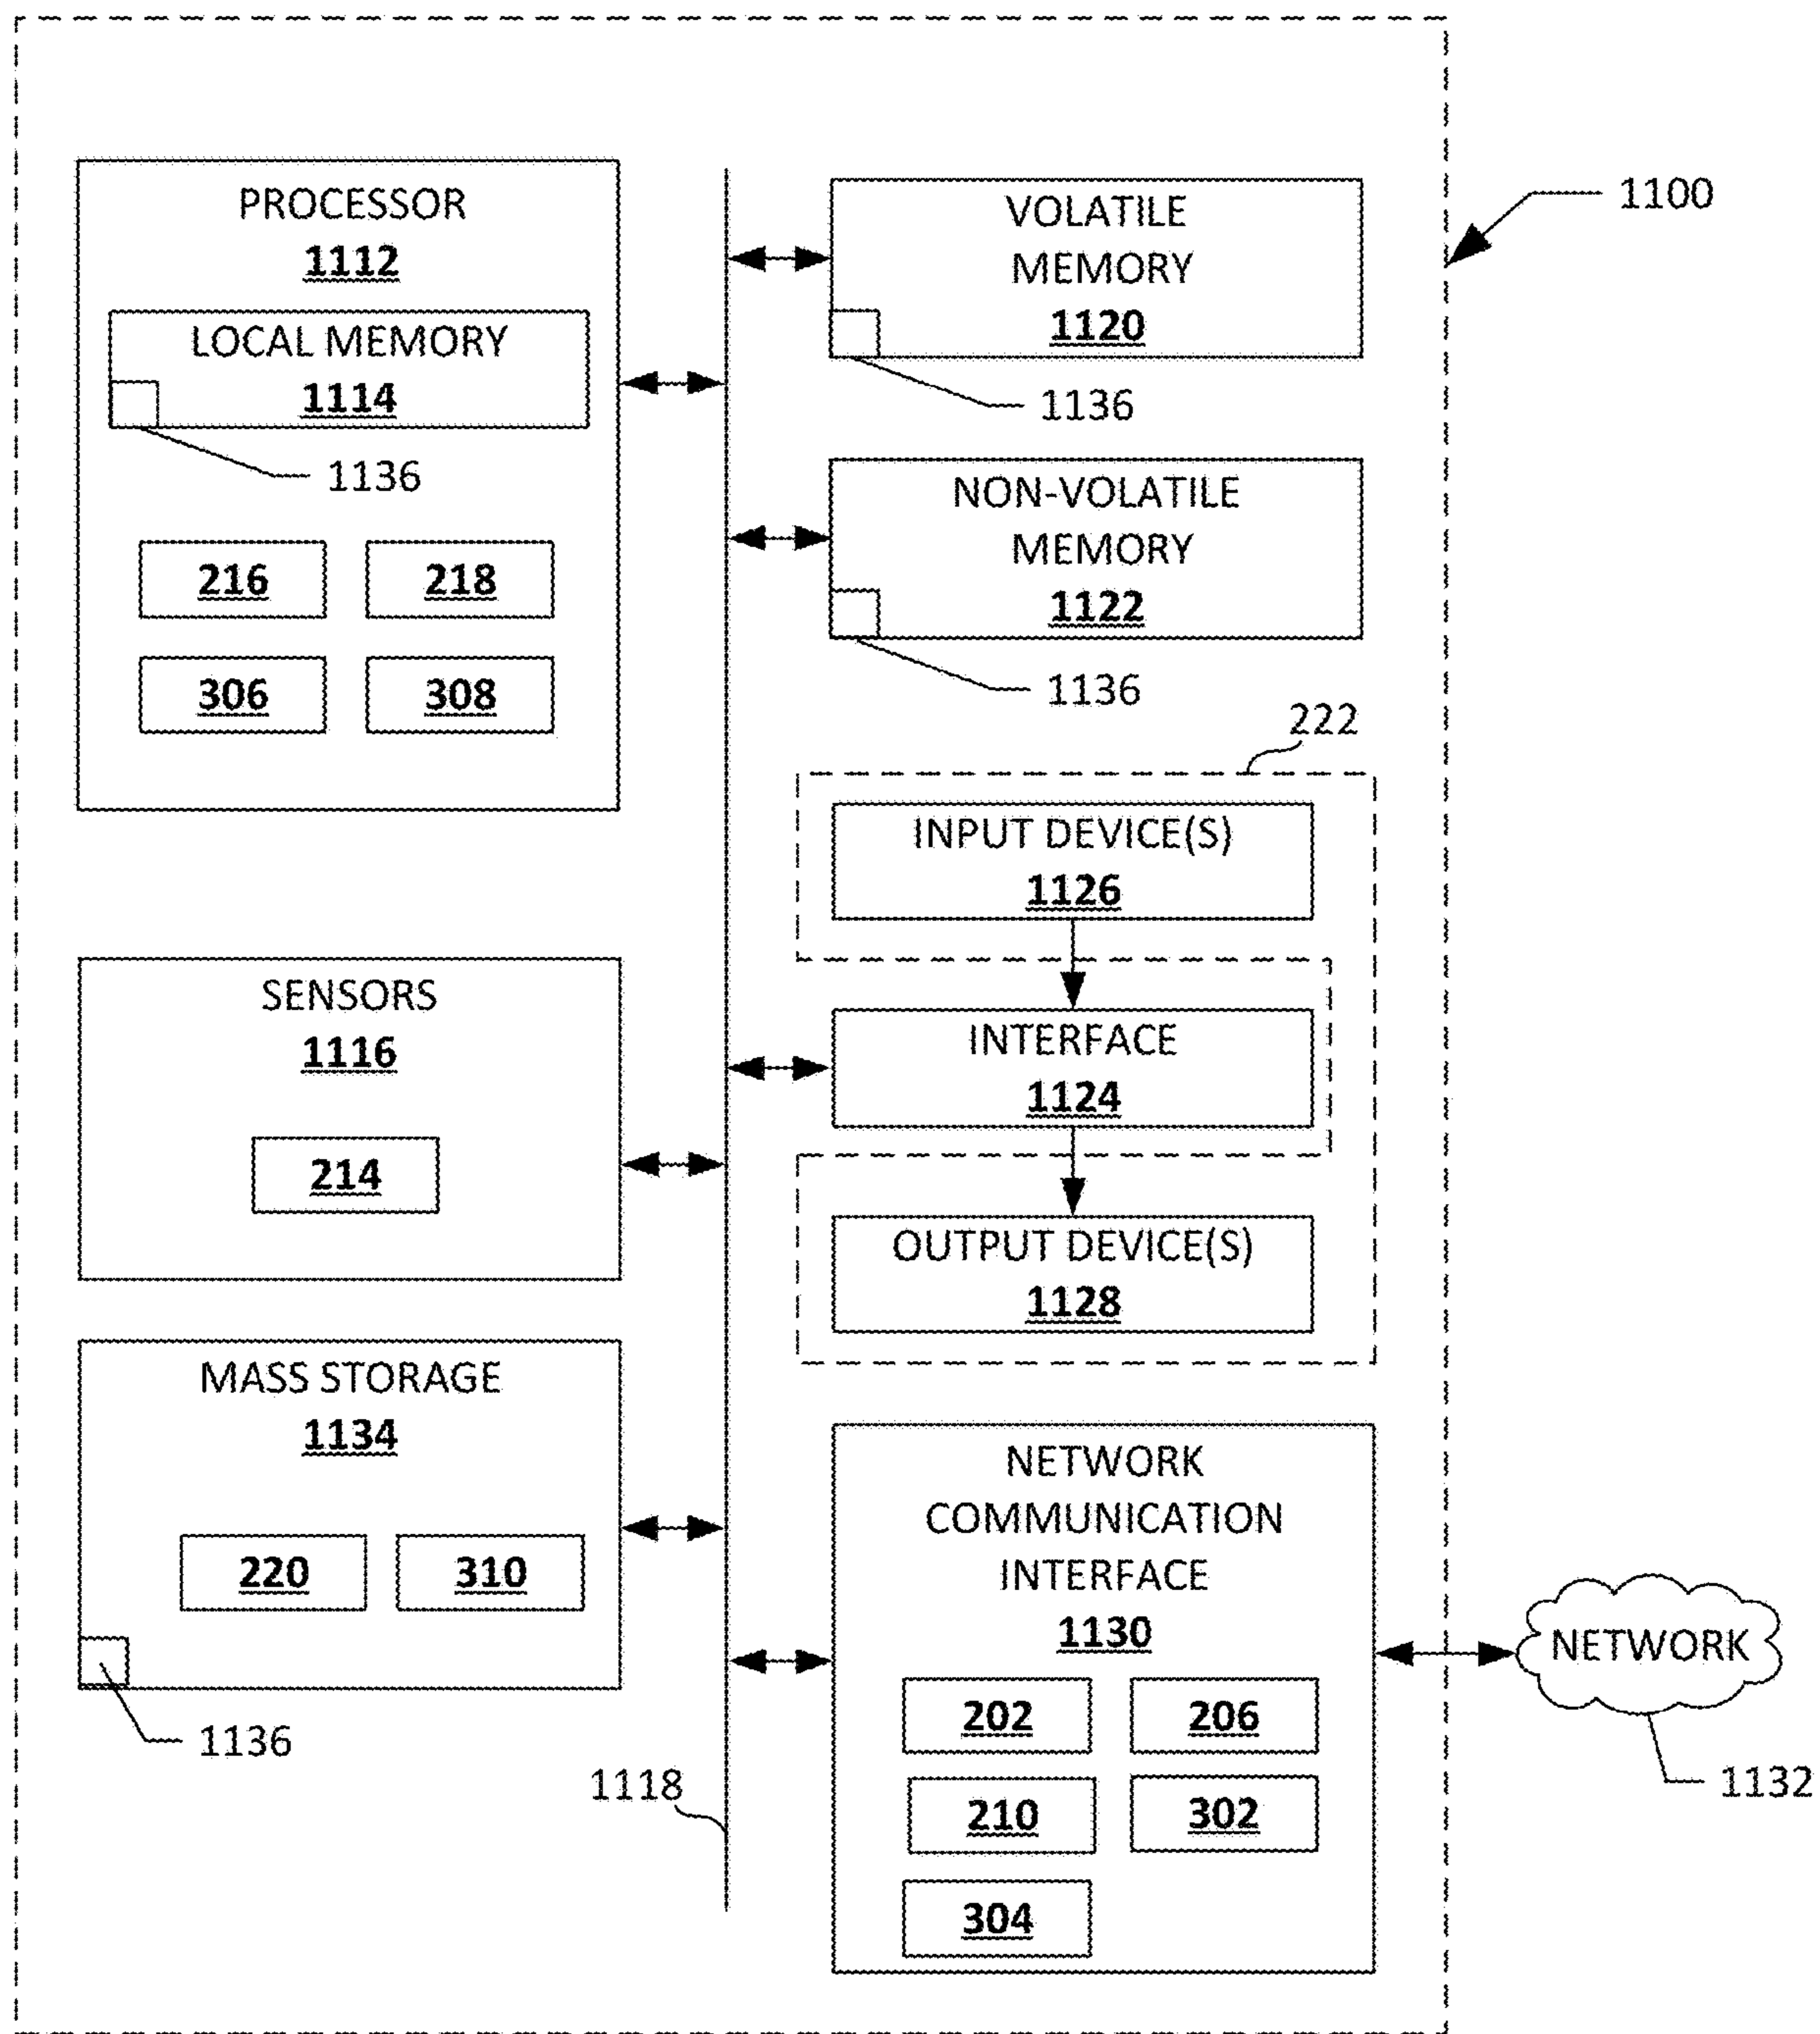 PROCESSOR
1112
LOCAL MEMORY
1114
1136
216
218
306
308
SENSORS
1116
214
MASS STORAGE
1134
220
310
1136
1118
VOLATILE
MEMORY
1120
1136
NON-VOLATILE
MEMORY
1122
1136
222
INPUT DEVICE(S)
1126
INTERFACE
1124
OUTPUT DEVICE(S)
1128
NETWORK
COMMUNICATION
INTERFACE
1130
202
206
210
302
304
1100
NETWORK
1132